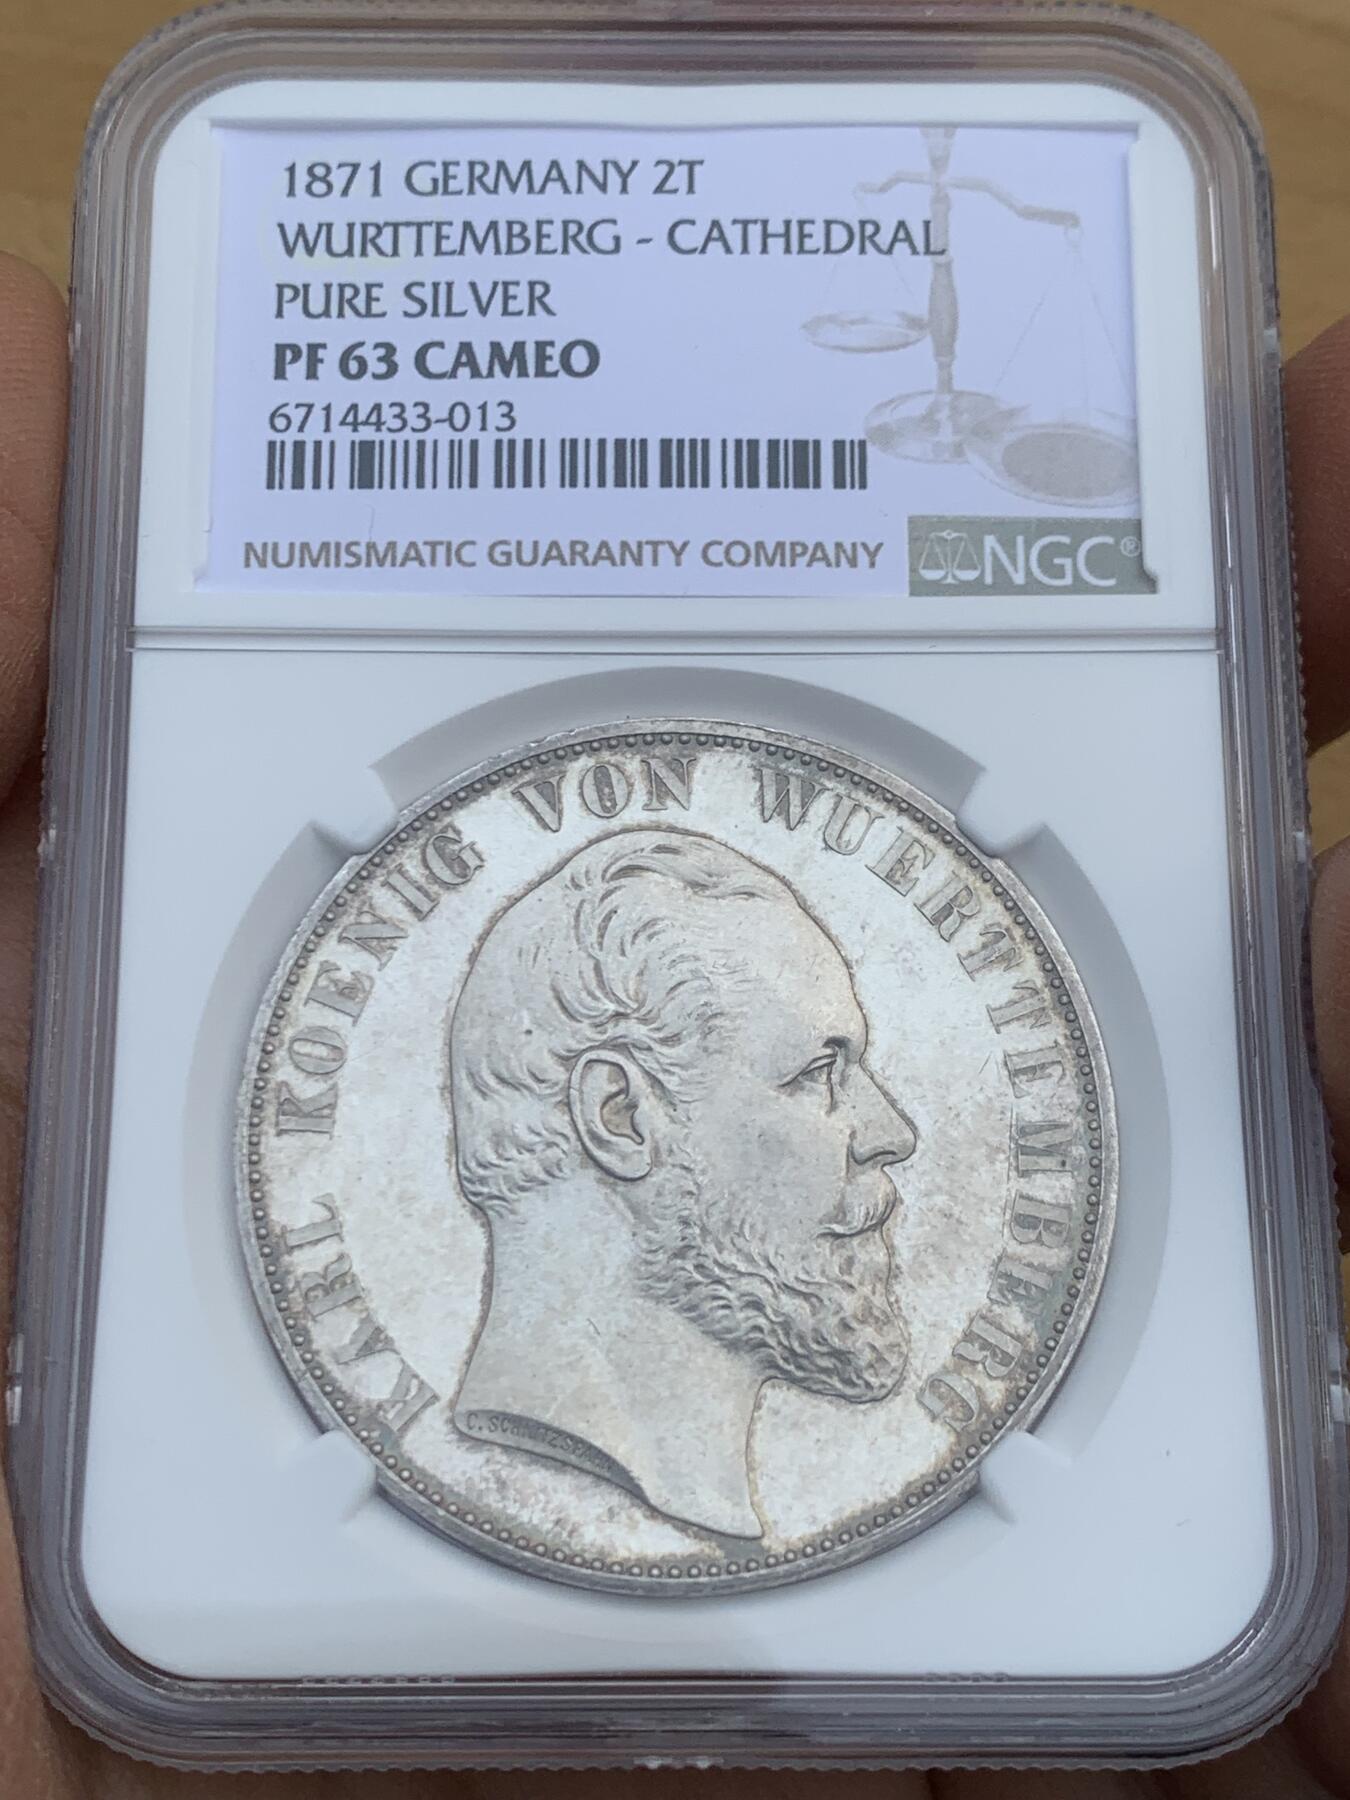 1871 GERMANY 2T
WURTTEMBERG - CATHEDRAL
PURE SILVER
PF 63 CAMEO
6714433-013
NUMISMATIC GUARANTY COMPANY
NGC®
KARL KOENIG VON WUERTTEMBERG
C. SCHNITZSPAHN